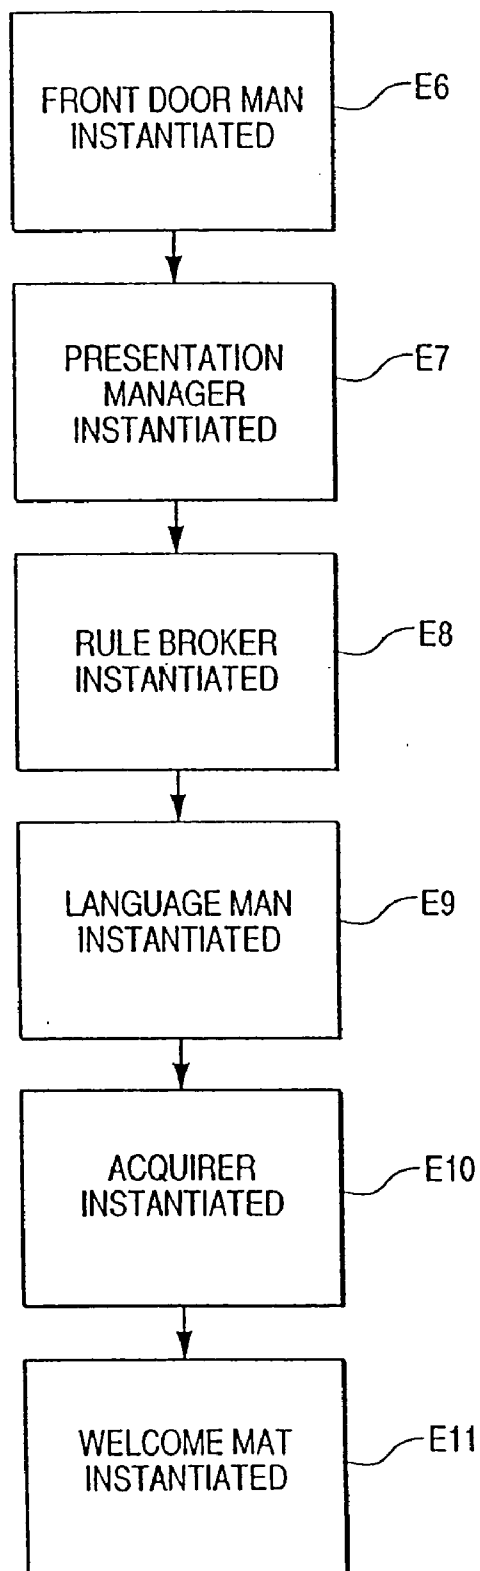 FRONT DOOR MAN
INSTANTIATED
E6
PRESENTATION
MANAGER
INSTANTIATED
E7
RULE BROKER
INSTANTIATED
E8
LANGUAGE MAN
INSTANTIATED
E9
ACQUIRER
INSTANTIATED
E10
WELCOME MAT
INSTANTIATED
E11